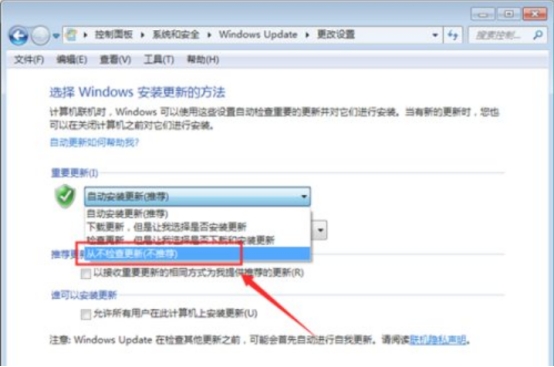 控制面板 ▸ 系统和安全 ▸ Windows Update ▸ 更改设置
搜索控制...
文件(F) 编辑(E) 查看(V) 工具(T) 帮助(H)
选择 Windows 安装更新的方法
计算机联机时，Windows 可以使用这些设置自动检查重要的更新并对它们进行安装。当有新的更新时，您也
可以在关闭计算机之前对它们进行安装。
自动更新如何帮助我?
重要更新(I)
自动安装更新(推荐)
自动安装更新(推荐)
下载更新，但是让我选择是否安装更新
检查更新，但是让我选择是否下载和安装更新
从不检查更新(不推荐)
推荐更新
以接收重要更新的相同方式为我提供推荐的更新(R)
谁可以安装更新
允许所有用户在此计算机上安装更新(U)
注意: Windows Update 在检查其他更新之前，可能会首先自动进行自我更新。请阅读联机隐私声明。